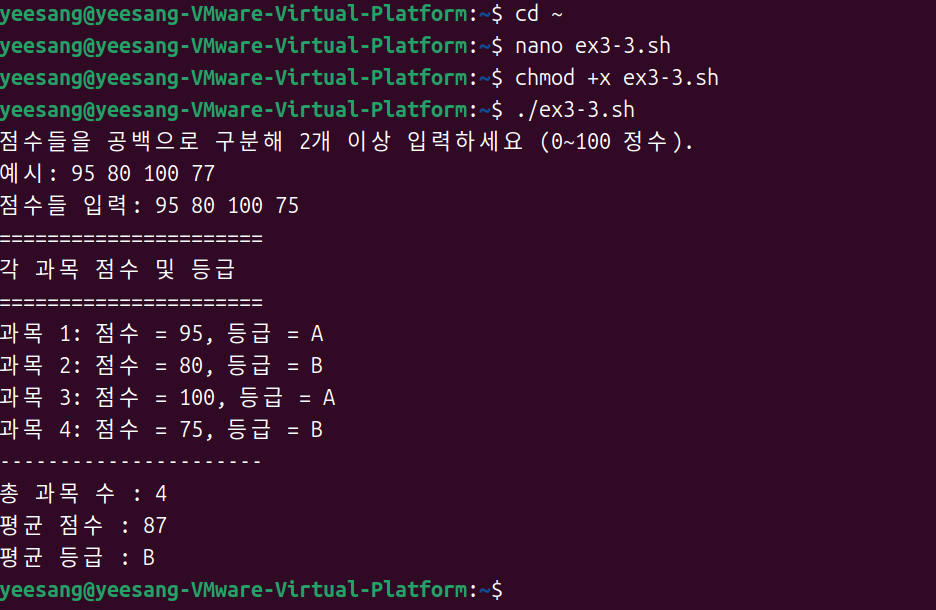 yeesang@yeesang-VMware-Virtual-Platform:~$ cd ~
yeesang@yeesang-VMware-Virtual-Platform:~$ nano ex3-3.sh
yeesang@yeesang-VMware-Virtual-Platform:~$ chmod +x ex3-3.sh
yeesang@yeesang-VMware-Virtual-Platform:~$ ./ex3-3.sh
점수들을 공백으로 구분해 2개 이상 입력하세요 (0~100 정수).
예시: 95 80 100 77
점수들 입력: 95 80 100 75
======================
각 과목 점수 및 등급
======================
과목 1: 점수 = 95, 등급 = A
과목 2: 점수 = 80, 등급 = B
과목 3: 점수 = 100, 등급 = A
과목 4: 점수 = 75, 등급 = B
----------------------
총 과목 수 : 4
평균 점수 : 87
평균 등급 : B
yeesang@yeesang-VMware-Virtual-Platform:~$